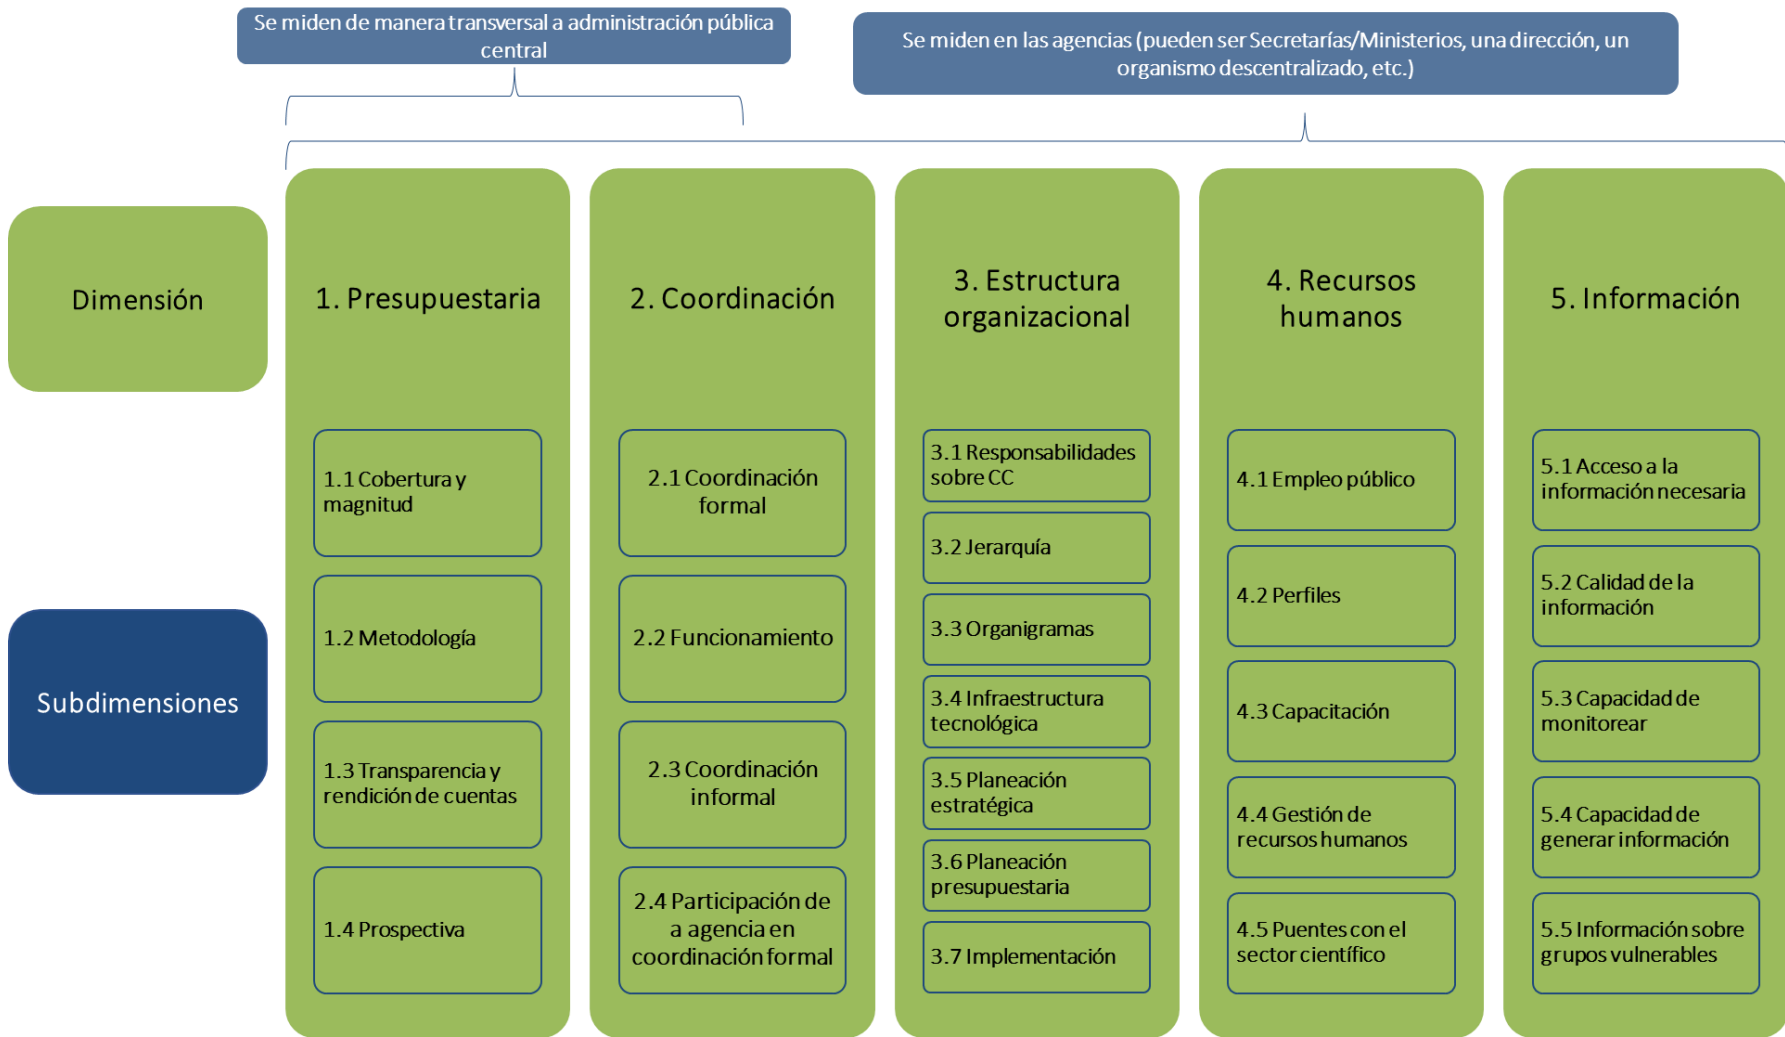 Se miden de manera transversal a administración pública
central
Se miden en las agencias (pueden ser Secretarías/Ministerios, una dirección, un
organismo descentralizado, etc.)
Dimensión
1. Presupuestaria
2. Coordinación
3. Estructura
organizacional
4. Recursos
humanos
5. Información
Subdimensiones
1.1 Cobertura y
magnitud
1.2 Metodología
1.3 Transparencia y
rendición de cuentas
1.4 Prospectiva
2.1 Coordinación
formal
2.2 Funcionamiento
2.3 Coordinación
informal
2.4 Participación de
a agencia en
coordinación formal
3.1 Responsabilidades
sobre CC
3.2 Jerarquía
3.3 Organigramas
3.4 Infraestructura
tecnológica
3.5 Planeación
estratégica
3.6 Planeación
presupuestaria
3.7 Implementación
4.1 Empleo público
4.2 Perfiles
4.3 Capacitación
4.4 Gestión de
recursos humanos
4.5 Puentes con el
sector científico
5.1 Acceso a la
información necesaria
5.2 Calidad de la
información
5.3 Capacidad de
monitorear
5.4 Capacidad de
generar información
5.5 Información sobre
grupos vulnerables